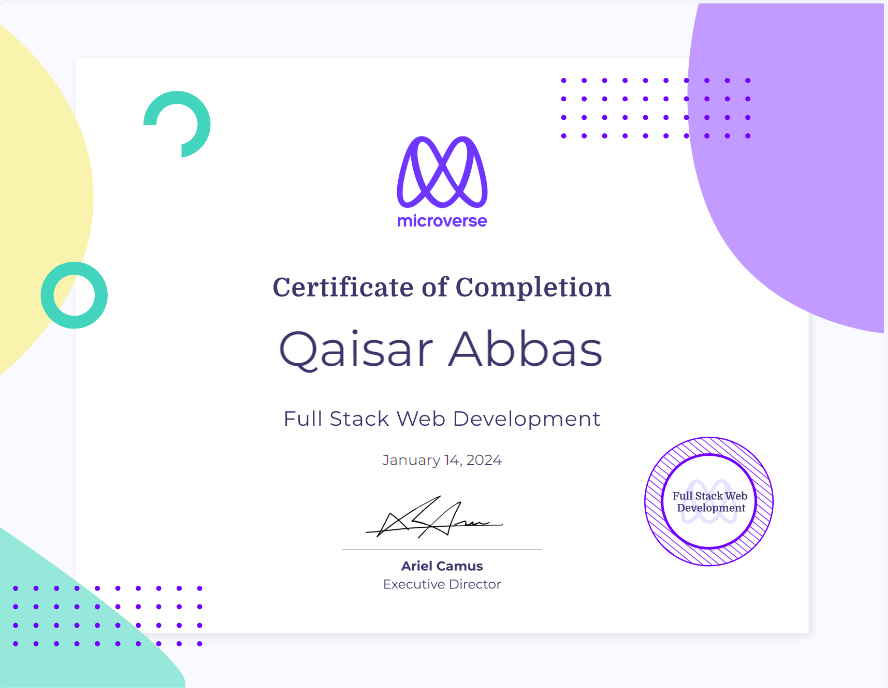 microverse
Certificate of Completion
Qaisar Abbas
Full Stack Web Development
January 14, 2024
Full Stack Web
Development
Ariel Camus
Executive Director